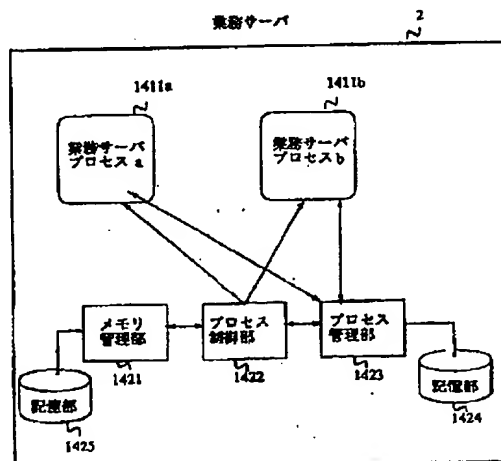 業務サーバ
2
1411a
1411b
業務サーバ
プロセス a
業務サーバ
プロセス b
メモリ
管理部
プロセス
制御部
プロセス
管理部
1421
1422
1423
記憶部
記憶部
1425
1424